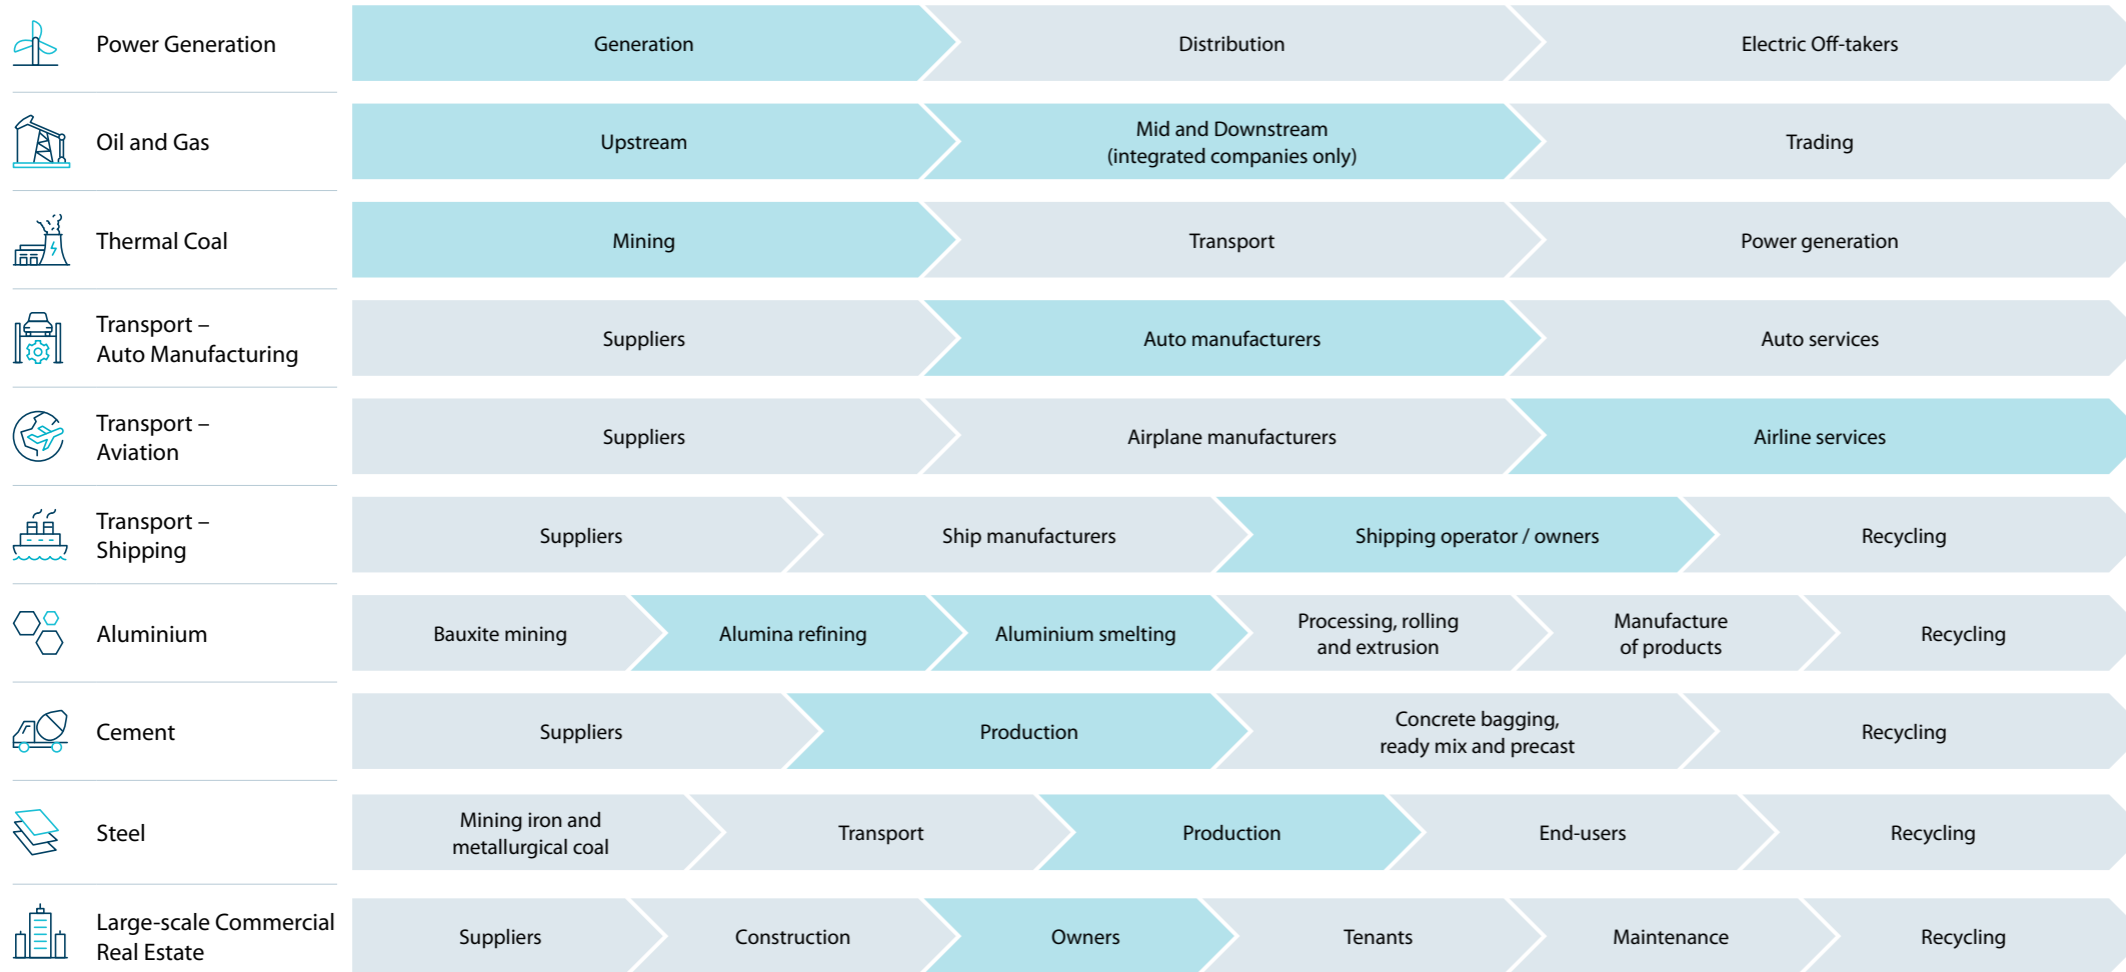 Power Generation
Generation
Distribution
Electric Off-takers
Oil and Gas
Upstream
Mid and Downstream
(integrated companies only)
Trading
Thermal Coal
Mining
Transport
Power generation
Transport –
Auto Manufacturing
Suppliers
Auto manufacturers
Auto services
Transport –
Aviation
Suppliers
Airplane manufacturers
Airline services
Transport –
Shipping
Suppliers
Ship manufacturers
Shipping operator / owners
Recycling
Aluminium
Bauxite mining
Alumina refining
Aluminium smelting
Processing, rolling
and extrusion
Manufacture
of products
Recycling
Cement
Suppliers
Production
Concrete bagging,
ready mix and precast
Recycling
Steel
Mining iron and
metallurgical coal
Transport
Production
End-users
Recycling
Large-scale Commercial
Real Estate
Suppliers
Construction
Owners
Tenants
Maintenance
Recycling